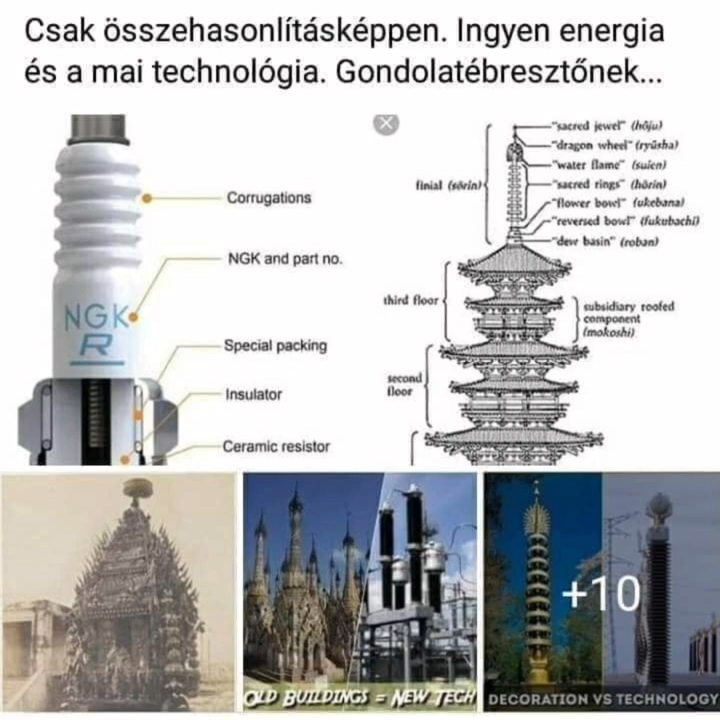 Csak összehasonlításképpen. Ingyen energia
és a mai technológia. Gondolatébresztőnek...
Corrugations
NGK and part no.
NGK
R
Special packing
Insulator
Ceramic resistor
"sacred jewel" (hōju)
"dragon wheel" (ryūsha)
"water flame" (suien)
finial (sōrin)
"sacred rings" (hōrin)
"flower bowl" (ukebana)
"reversed bowl" (fukubachi)
"dew basin" (roban)
third floor
subsidiary roofed
component
(mokoshi)
second
floor
+10
OLD BUILDINGS = NEW TECH
DECORATION VS TECHNOLOGY